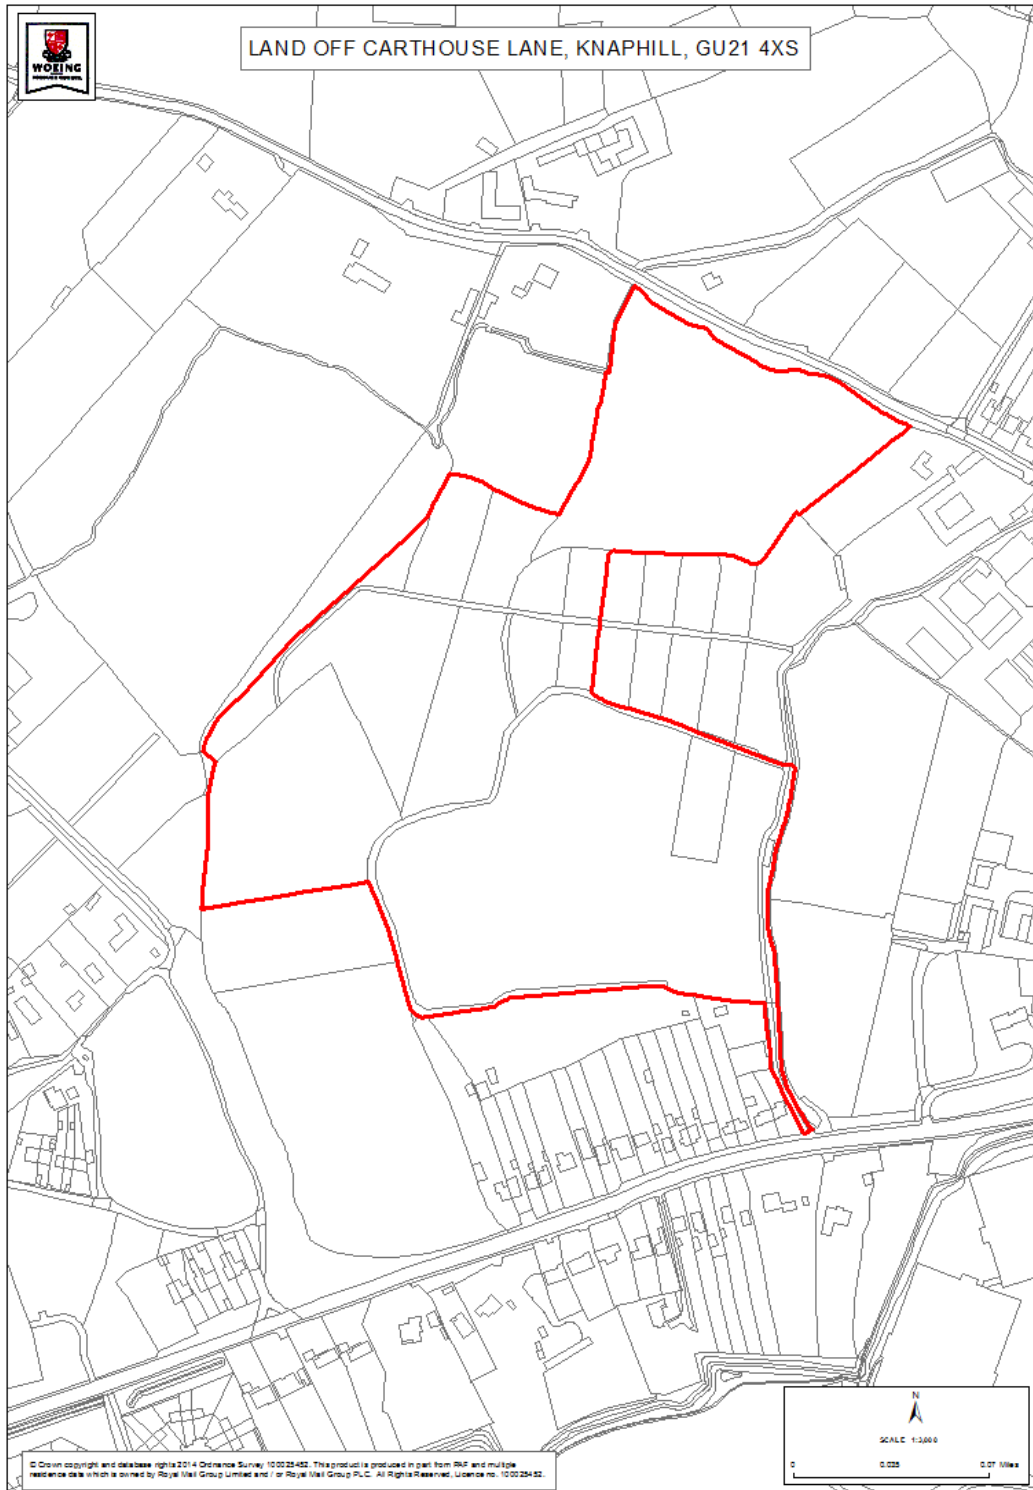 LAND OFF CARTHOUSE LANE, KNAPHILL, GU21 4XS
WOKING
BOROUGH COUNCIL
N
SCALE 1:3,000
0 0.035 0.07 Miles
© Crown copyright and database rights 2014 Ordnance Survey 100025452. This product is produced in part from PAF and multiple
residence data which is owned by Royal Mail Group Limited and / or Royal Mail Group PLC. All Rights Reserved, Licence no. 100025452.